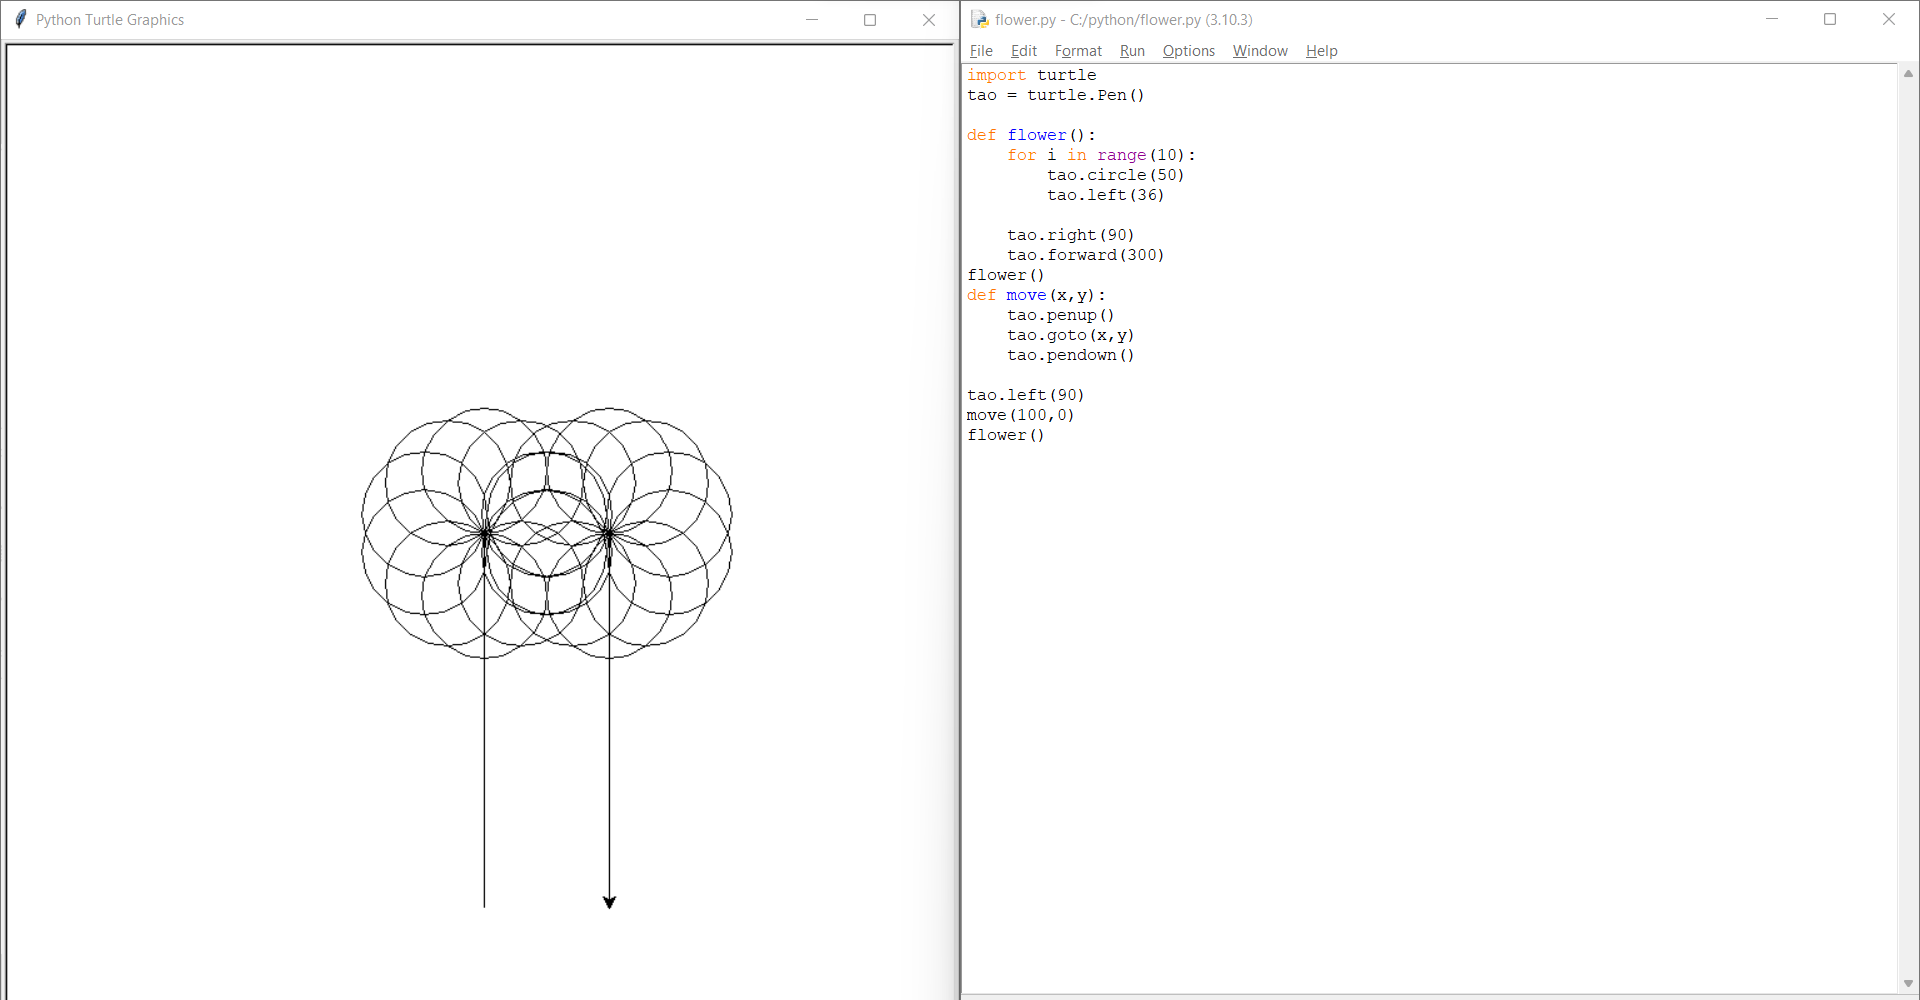 Python Turtle Graphics
flower.py - C:/python/flower.py (3.10.3)
File Edit Format Run Options Window Help
import turtle
tao = turtle.Pen()

def flower():
    for i in range(10):
        tao.circle(50)
        tao.left(36)

    tao.right(90)
    tao.forward(300)
flower()
def move(x,y):
    tao.penup()
    tao.goto(x,y)
    tao.pendown()

tao.left(90)
move(100,0)
flower()